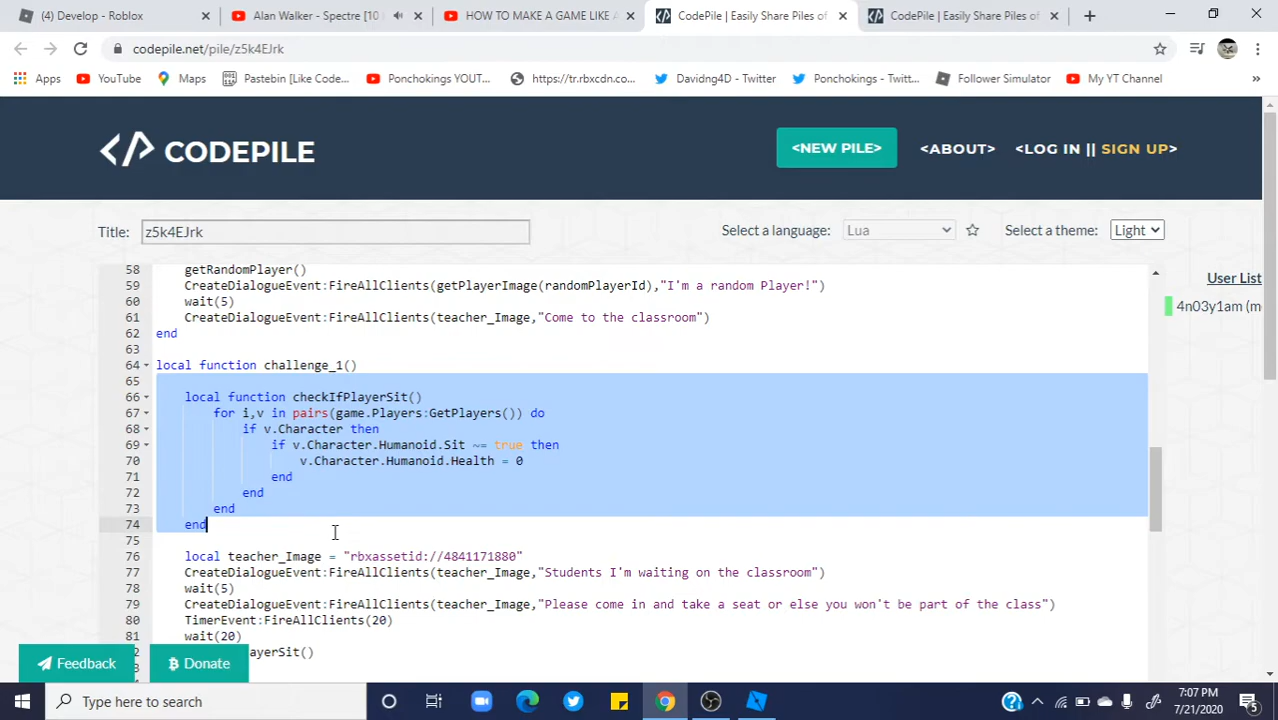 (4) Develop - Roblox
Alan Walker - Spectre [10
HOW TO MAKE A GAME LIKE A
CodePile | Easily Share Piles of
CodePile | Easily Share Piles of
codepile.net/pile/z5k4EJrk
Apps
YouTube
Maps
Pastebin [Like Code...
Ponchokings YOUT...
https://tr.rbxcdn.co...
Davidng4D - Twitter
Ponchokings - Twitt...
Follower Simulator
My YT Channel
»
</> CODEPILE
<NEW PILE>
<ABOUT>
<LOG IN || SIGN UP>
Title: z5k4EJrk
Select a language: Lua
Select a theme: Light
User List
4n03y1am (m
58 getRandomPlayer()
59 CreateDialogueEvent:FireAllClients(getPlayerImage(randomPlayerId),"I'm a random Player!")
60 wait(5)
61 CreateDialogueEvent:FireAllClients(teacher_Image,"Come to the classroom")
62 end
63
64 local function challenge_1()
65
66 local function checkIfPlayerSit()
67 for i,v in pairs(game.Players:GetPlayers()) do
68 if v.Character then
69 if v.Character.Humanoid.Sit ~= true then
70 v.Character.Humanoid.Health = 0
71 end
72 end
73 end
74 end
75
76 local teacher_Image = "rbxassetid://4841171880"
77 CreateDialogueEvent:FireAllClients(teacher_Image,"Students I'm waiting on the classroom")
78 wait(5)
79 CreateDialogueEvent:FireAllClients(teacher_Image,"Please come in and take a seat or else you won't be part of the class")
80 TimerEvent:FireAllClients(20)
81 wait(20)
2 ayerSit()
Feedback
Donate
Type here to search
7:07 PM
7/21/2020
5